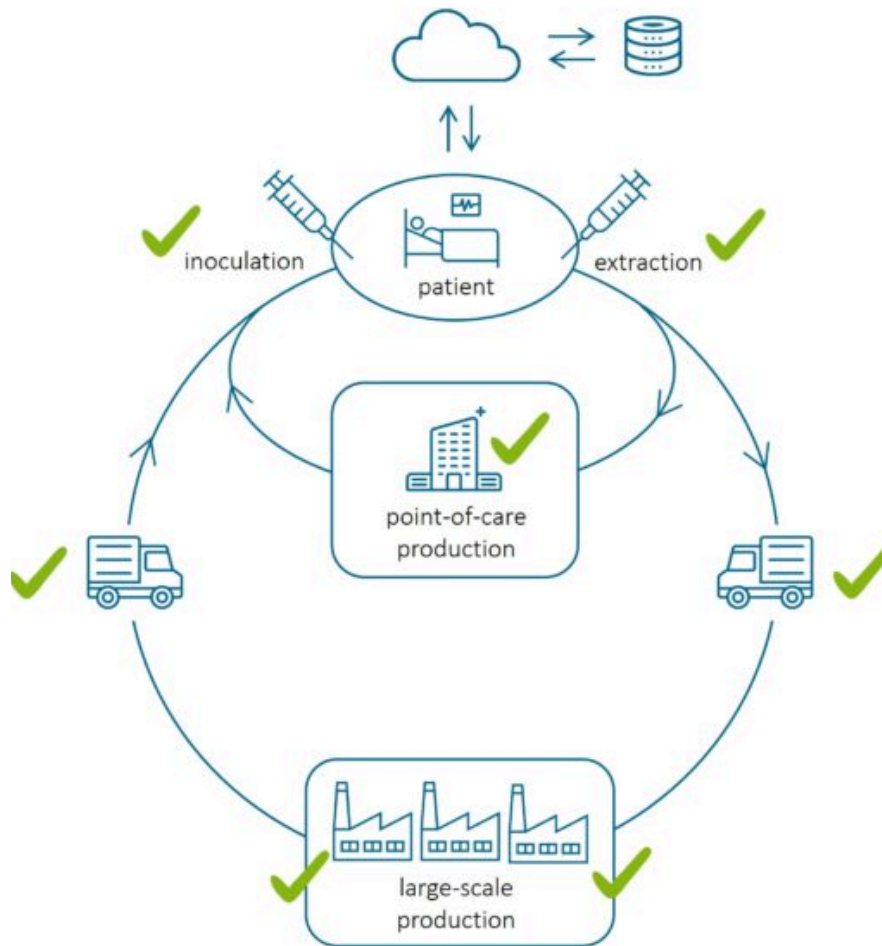 inoculation
extraction
patient
point-of-care
production
large-scale
production